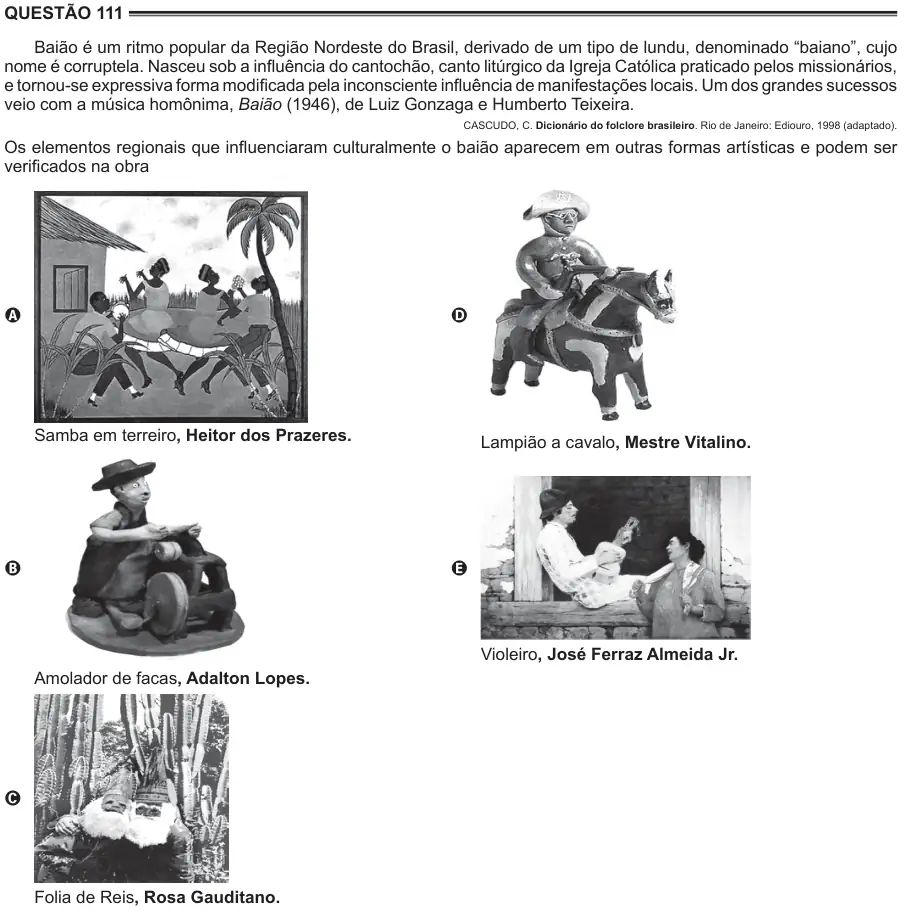 QUESTÃO 111
Baião é um ritmo popular da Região Nordeste do Brasil, derivado de um tipo de lundu, denominado “baiano”, cujo
nome é corruptela. Nasceu sob a influência do cantochão, canto litúrgico da Igreja Católica praticado pelos missionários,
e tornou-se expressiva forma modificada pela inconsciente influência de manifestações locais. Um dos grandes sucessos
veio com a música homônima, Baião (1946), de Luiz Gonzaga e Humberto Teixeira.
CASCUDO, C. Dicionário do folclore brasileiro. Rio de Janeiro: Ediouro, 1998 (adaptado).
Os elementos regionais que influenciaram culturalmente o baião aparecem em outras formas artísticas e podem ser
verificados na obra
A
Samba em terreiro, Heitor dos Prazeres.
B
Amolador de facas, Adalton Lopes.
C
Folia de Reis, Rosa Gauditano.
D
Lampião a cavalo, Mestre Vitalino.
E
Violeiro, José Ferraz Almeida Jr.